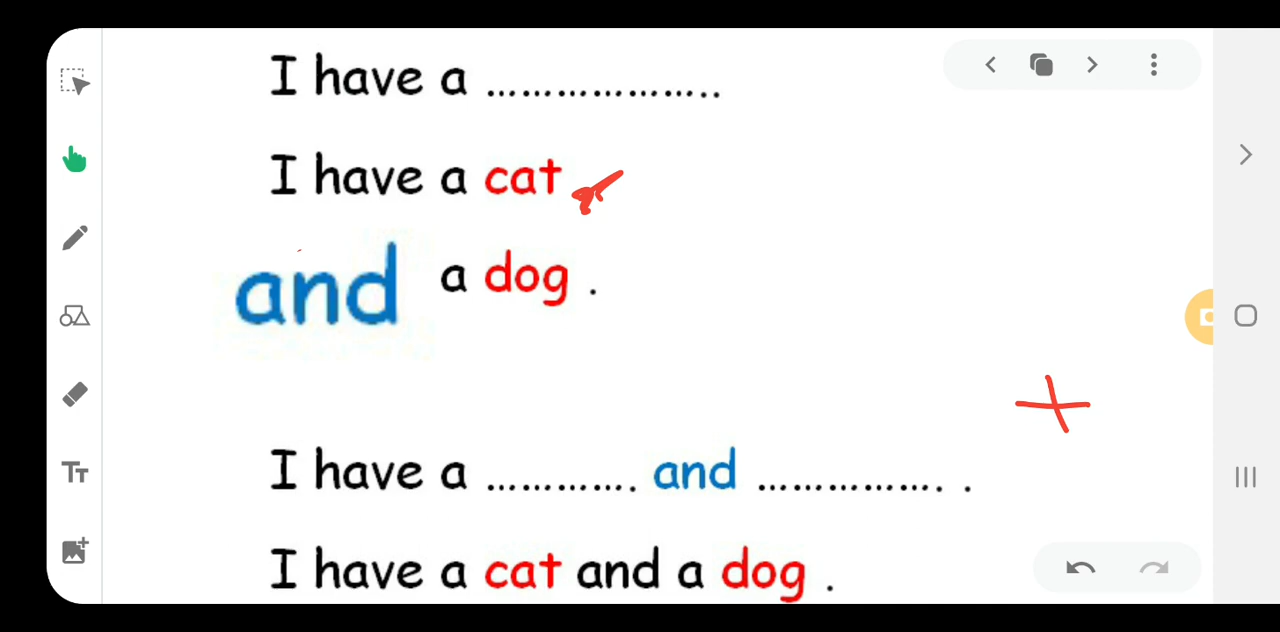 I have a ...................
I have a cat
and a dog .
I have a ............. and ................ .
I have a cat and a dog .